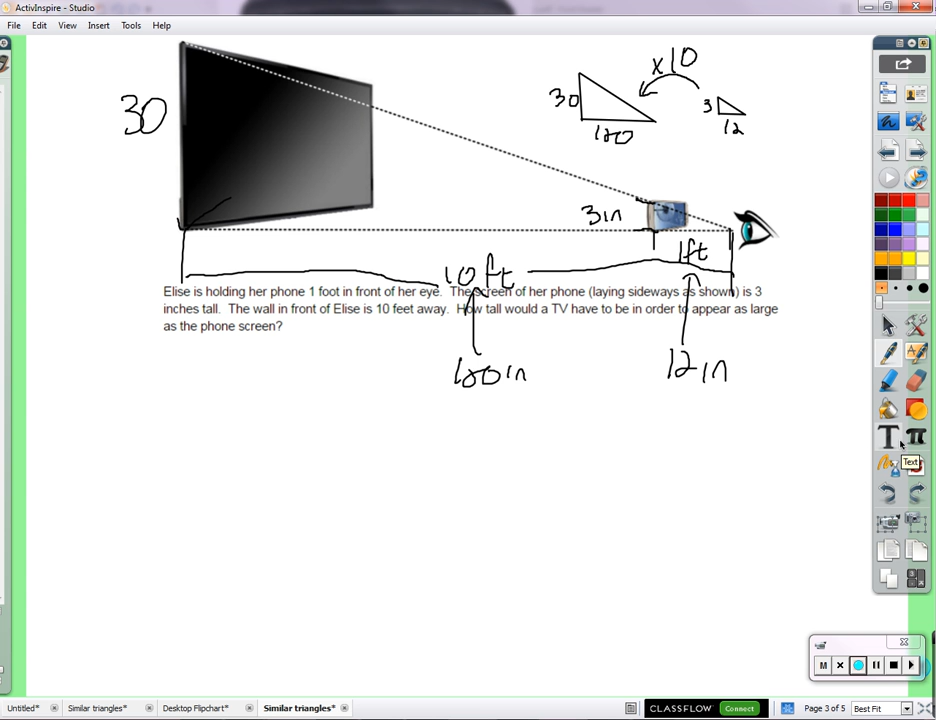 ActivInspire - Studio
File Edit View Insert Tools Help
30
x10
30
120
3
12
3in
1ft
10 ft
Elise is holding her phone 1 foot in front of her eye. The screen of her phone (laying sideways as shown) is 3
inches tall. The wall in front of Elise is 10 feet away. How tall would a TV have to be in order to appear as large
as the phone screen?
120in
12in
T
π
Text
M
Untitled* Similar triangles* Desktop Flipchart* Similar triangles* CLASSFLOW Connect Page 3 of 5 Best Fit